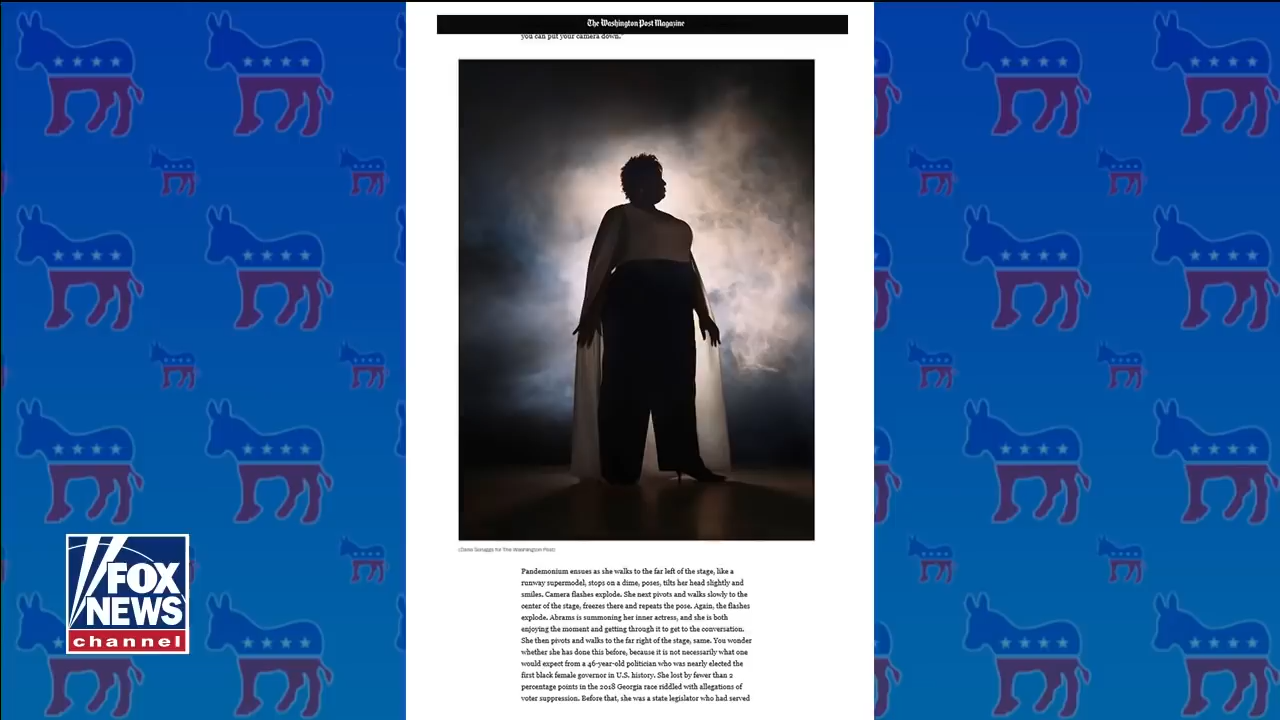 The Washington Post Magazine
you can put your camera down."
for The Washington Post)
Pandemonium ensues as she walks to the far left of the stage, like a
runway supermodel, stops on a dime, poses, tilts her head slightly and
smiles. Camera flashes explode. She next pivots and walks slowly to the
center of the stage, freezes there and repeats the pose. Again, the flashes
explode. Abrams is summoning her inner actress, and she is both
enjoying the moment and getting through it to get to the conversation.
She then pivots and walks to the far right of the stage, same. You wonder
whether she has done this before, because it is not necessarily what one
would expect from a 46-year-old politician who was nearly elected the
first black female governor in U.S. history. She lost by fewer than 2
percentage points in the 2018 Georgia race riddled with allegations of
voter suppression. Before that, she was a state legislator who had served
FOX
NEWS
channel